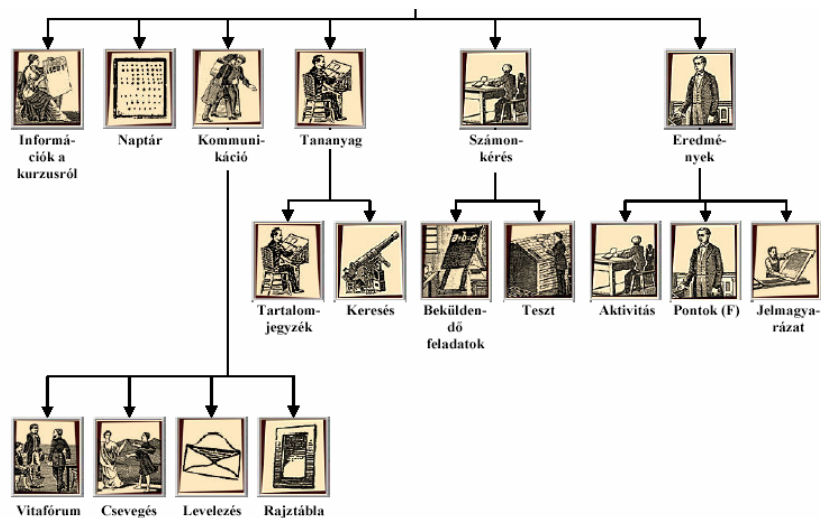 Informá-
ciók a
kurzusról
Naptár
Kommuni-
káció
Tananyag
Számon-
kérés
Eredmé-
nyek
Tartalom-
jegyzék
Keresés
Bekülden-
dő
feladatok
Teszt
Aktivitás
Pontok (F)
Jelmagya-
rázat
Vitafórum
Csevegés
Levelezés
Rajztábla